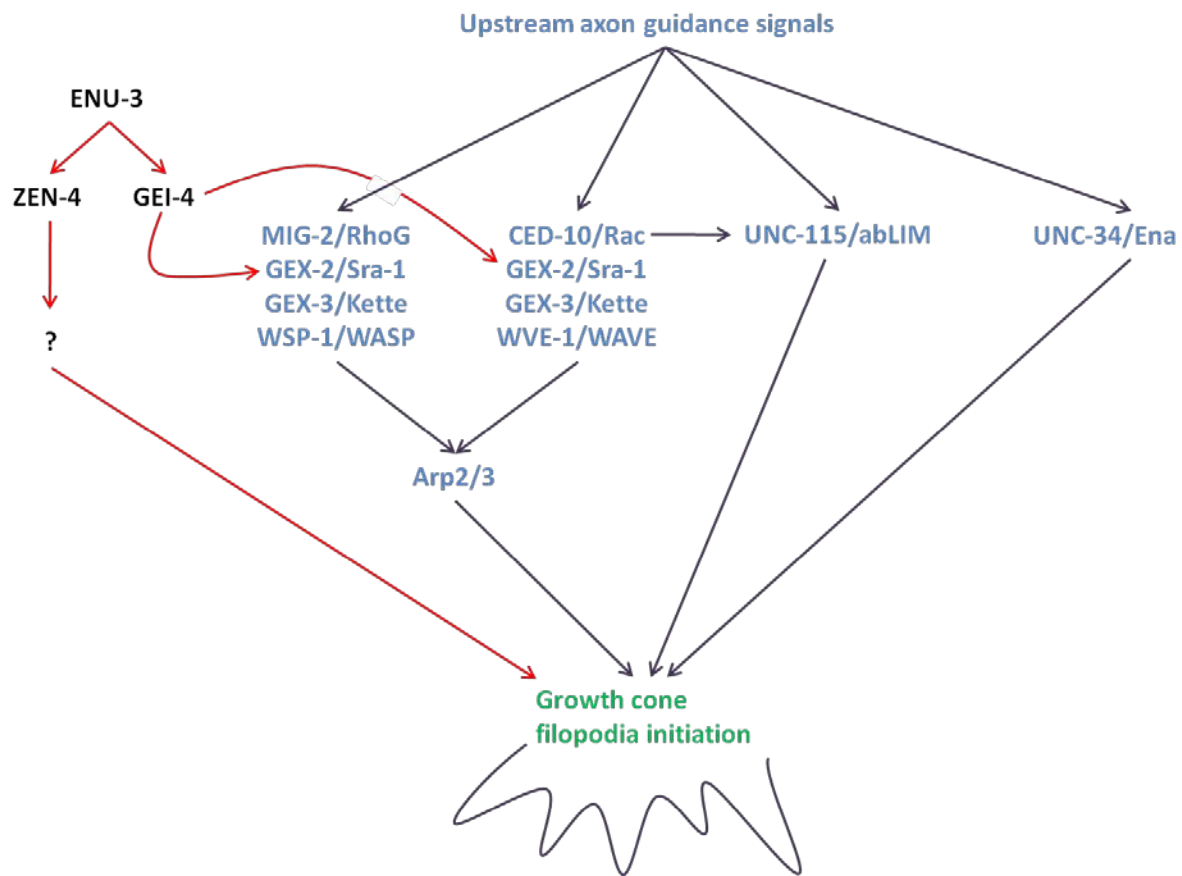 Upstream axon guidance signals
ENU-3
ZEN-4
GEI-4
MIG-2/RhoG
GEX-2/Sra-1
GEX-3/Kette
WSP-1/WASP
CED-10/Rac
GEX-2/Sra-1
GEX-3/Kette
WVE-1/WAVE
UNC-115/abLIM
UNC-34/Ena
?
Arp2/3
Growth cone
filopodia initiation